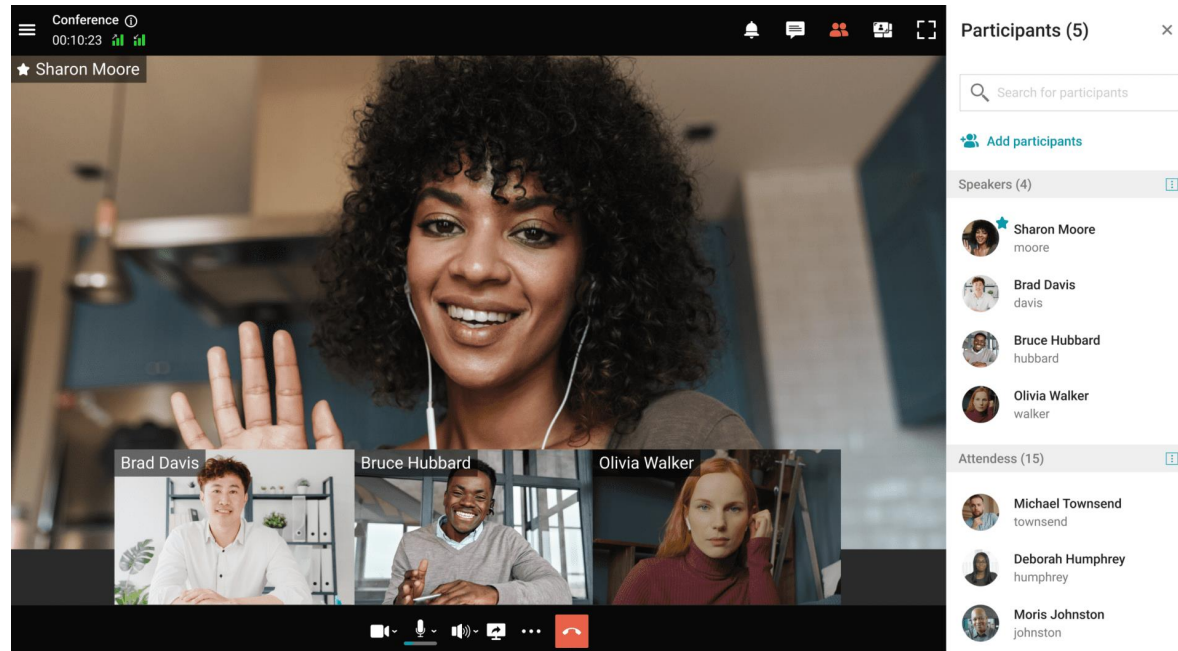 Conference
00:10:23
Sharon Moore
Brad Davis
Bruce Hubbard
Olivia Walker
Participants (5)
Search for participants
Add participants
Speakers (4)
Sharon Moore
moore
Brad Davis
davis
Bruce Hubbard
hubbard
Olivia Walker
walker
Attendess (15)
Michael Townsend
townsend
Deborah Humphrey
humphrey
Moris Johnston
johnston